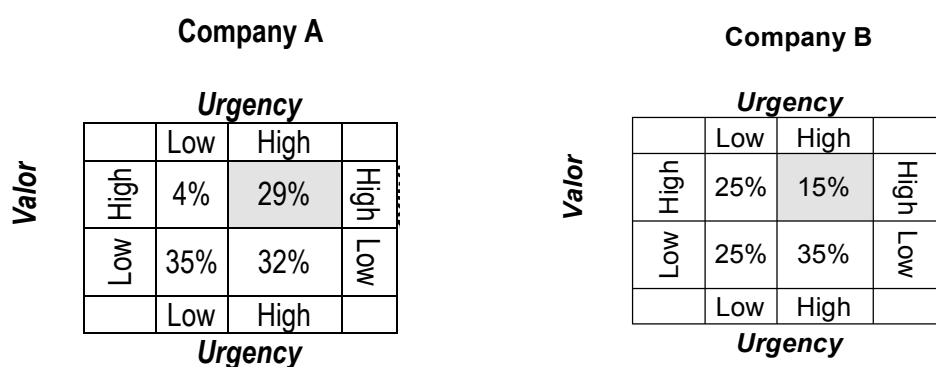 Company A
Urgency
Low High
Valor
High 4% 29% High
Low 35% 32% Low
Low High
Urgency
Company B
Urgency
Low High
Valor
High 25% 15% High
Low 25% 35% Low
Low High
Urgency